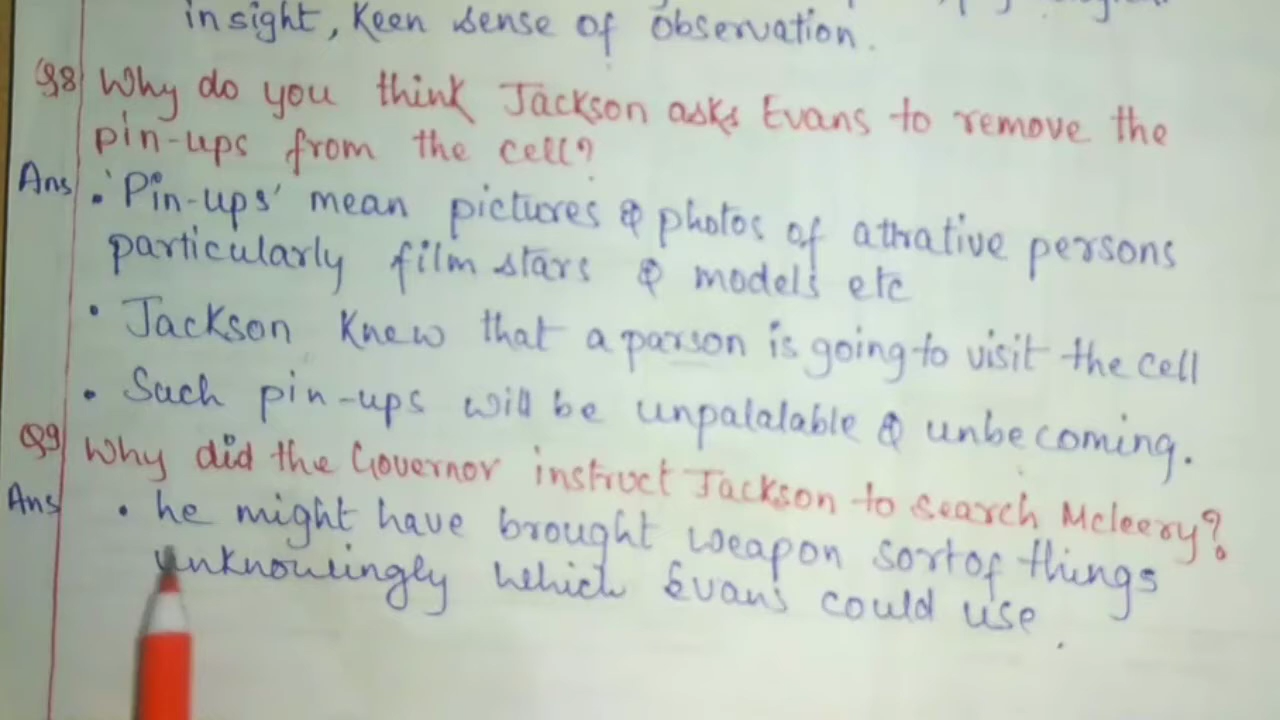 insight, Keen sense of observation.
Q8 Why do you think Jackson asks Evans to remove the
pin-ups from the cell?
Ans • 'Pin-ups' mean pictures & photos of athrative persons
particularly film stars & models etc
• Jackson Knew that a parson is going to visit the cell
• Such pin-ups will be unpalalable & unbecoming.
Q9 Why did the Governor instruct Jackson to search Mcleery?
Ans • he might have brought weapon sort of things
unknowingly which Evans could use.